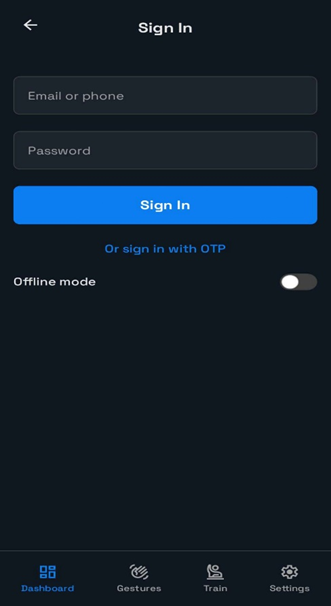 Sign In
Email or phone
Password
Sign In
Or sign in with OTP
Offline mode
Dashboard
Gestures
Train
Settings